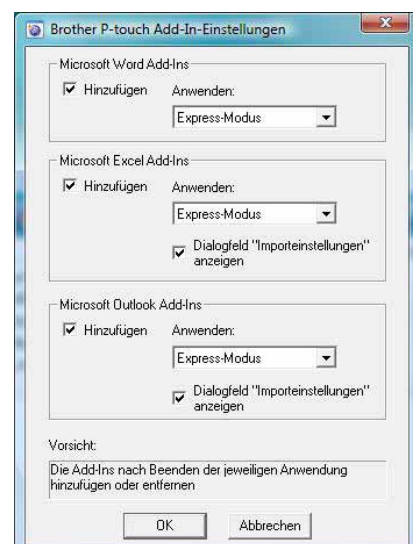 Brother P-touch Add-In-Einstellungen
Microsoft Word Add-Ins
Hinzufügen
Anwenden:
Express-Modus
Microsoft Excel Add-Ins
Hinzufügen
Anwenden:
Express-Modus
Dialogfeld "Importeinstellungen"
anzeigen
Microsoft Outlook Add-Ins
Hinzufügen
Anwenden:
Express-Modus
Dialogfeld "Importeinstellungen"
anzeigen
Vorsicht:
Die Add-Ins nach Beenden der jeweiligen Anwendung
hinzufügen oder entfernen
OK
Abbrechen